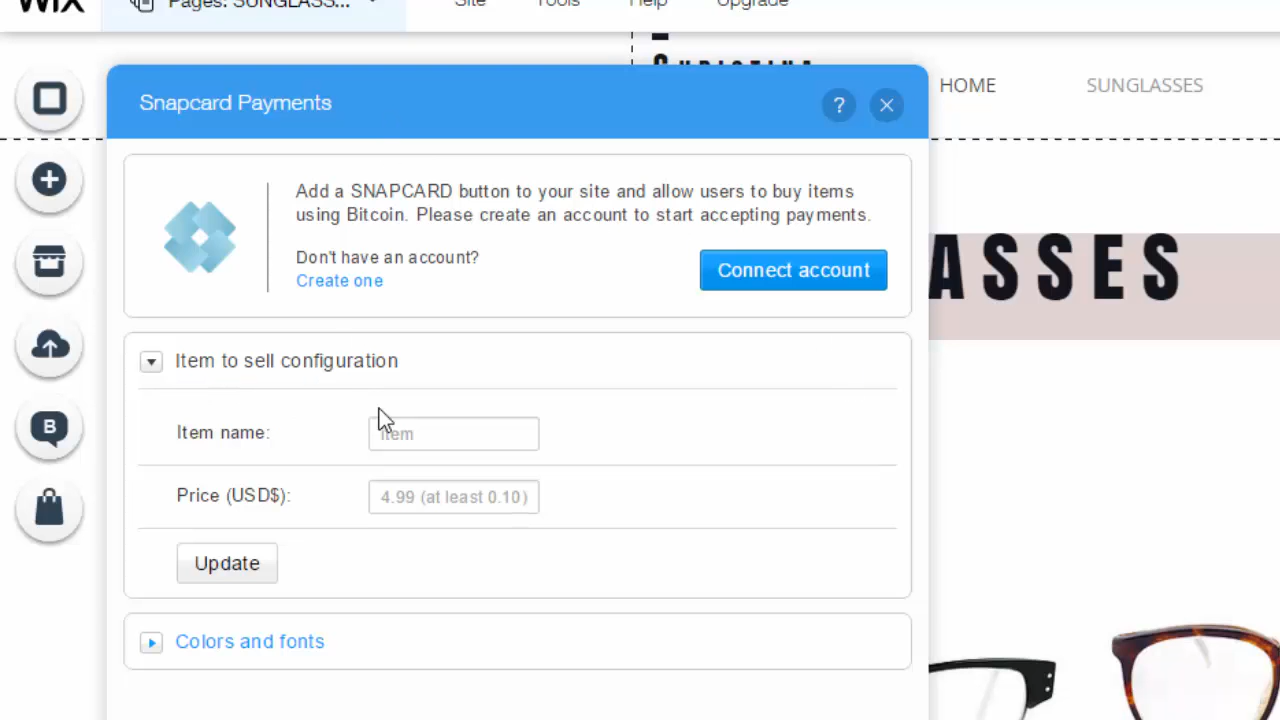 WIX
Pages: SUNGLASS...
Site
Tools
Help
Upgrade
CHRISTINA
HOME
SUNGLASSES
Snapcard Payments
?
Add a SNAPCARD button to your site and allow users to buy items
using Bitcoin. Please create an account to start accepting payments.
Don't have an account?
Create one
Connect account
ASSES
Item to sell configuration
Item name:
Item
Price (USD$):
4.99 (at least 0.10)
Update
Colors and fonts
B